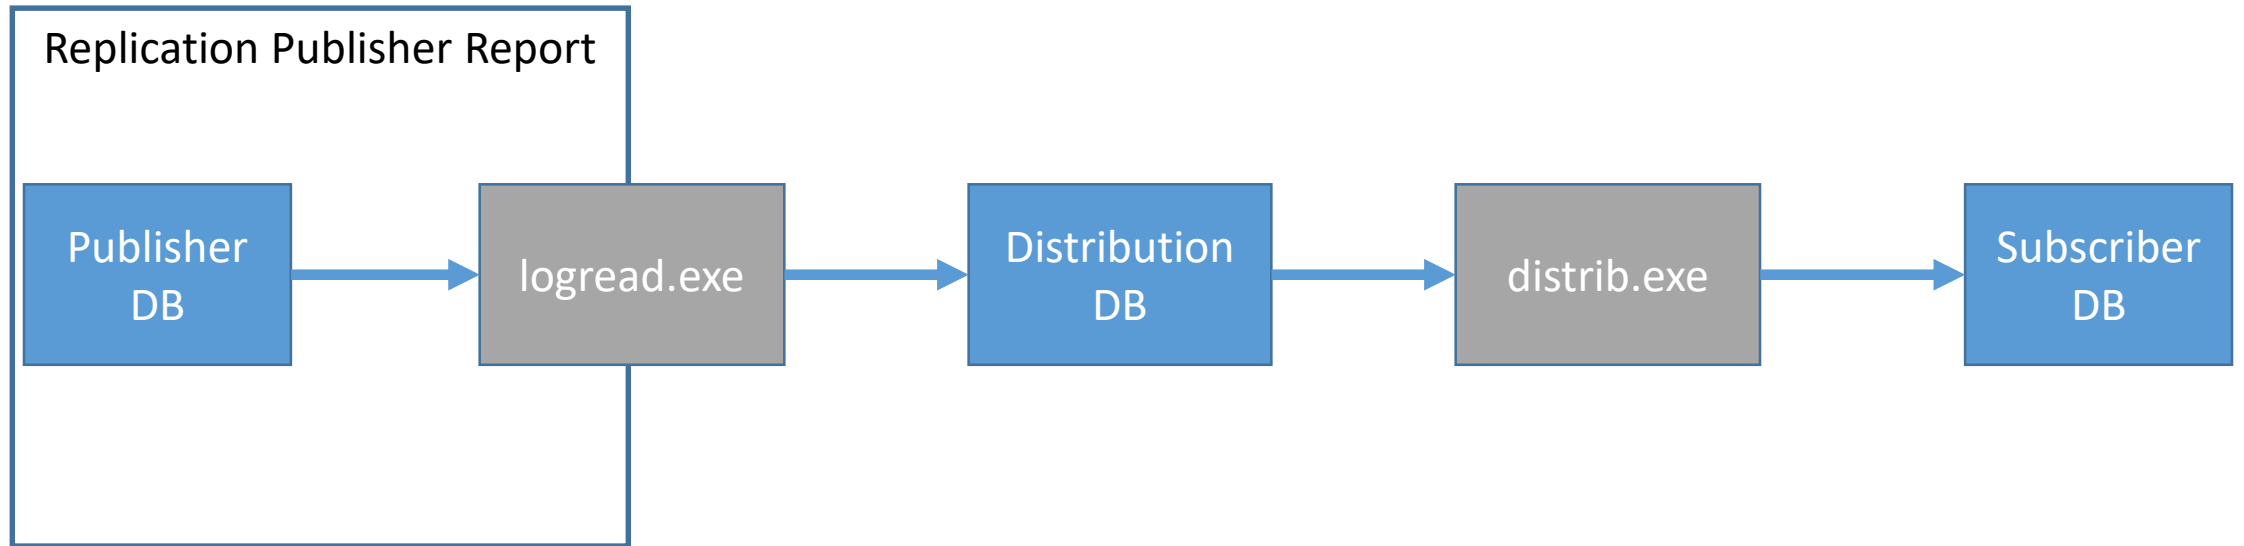 Replication Publisher Report
Publisher
DB
logread.exe
Distribution
DB
distrib.exe
Subscriber
DB